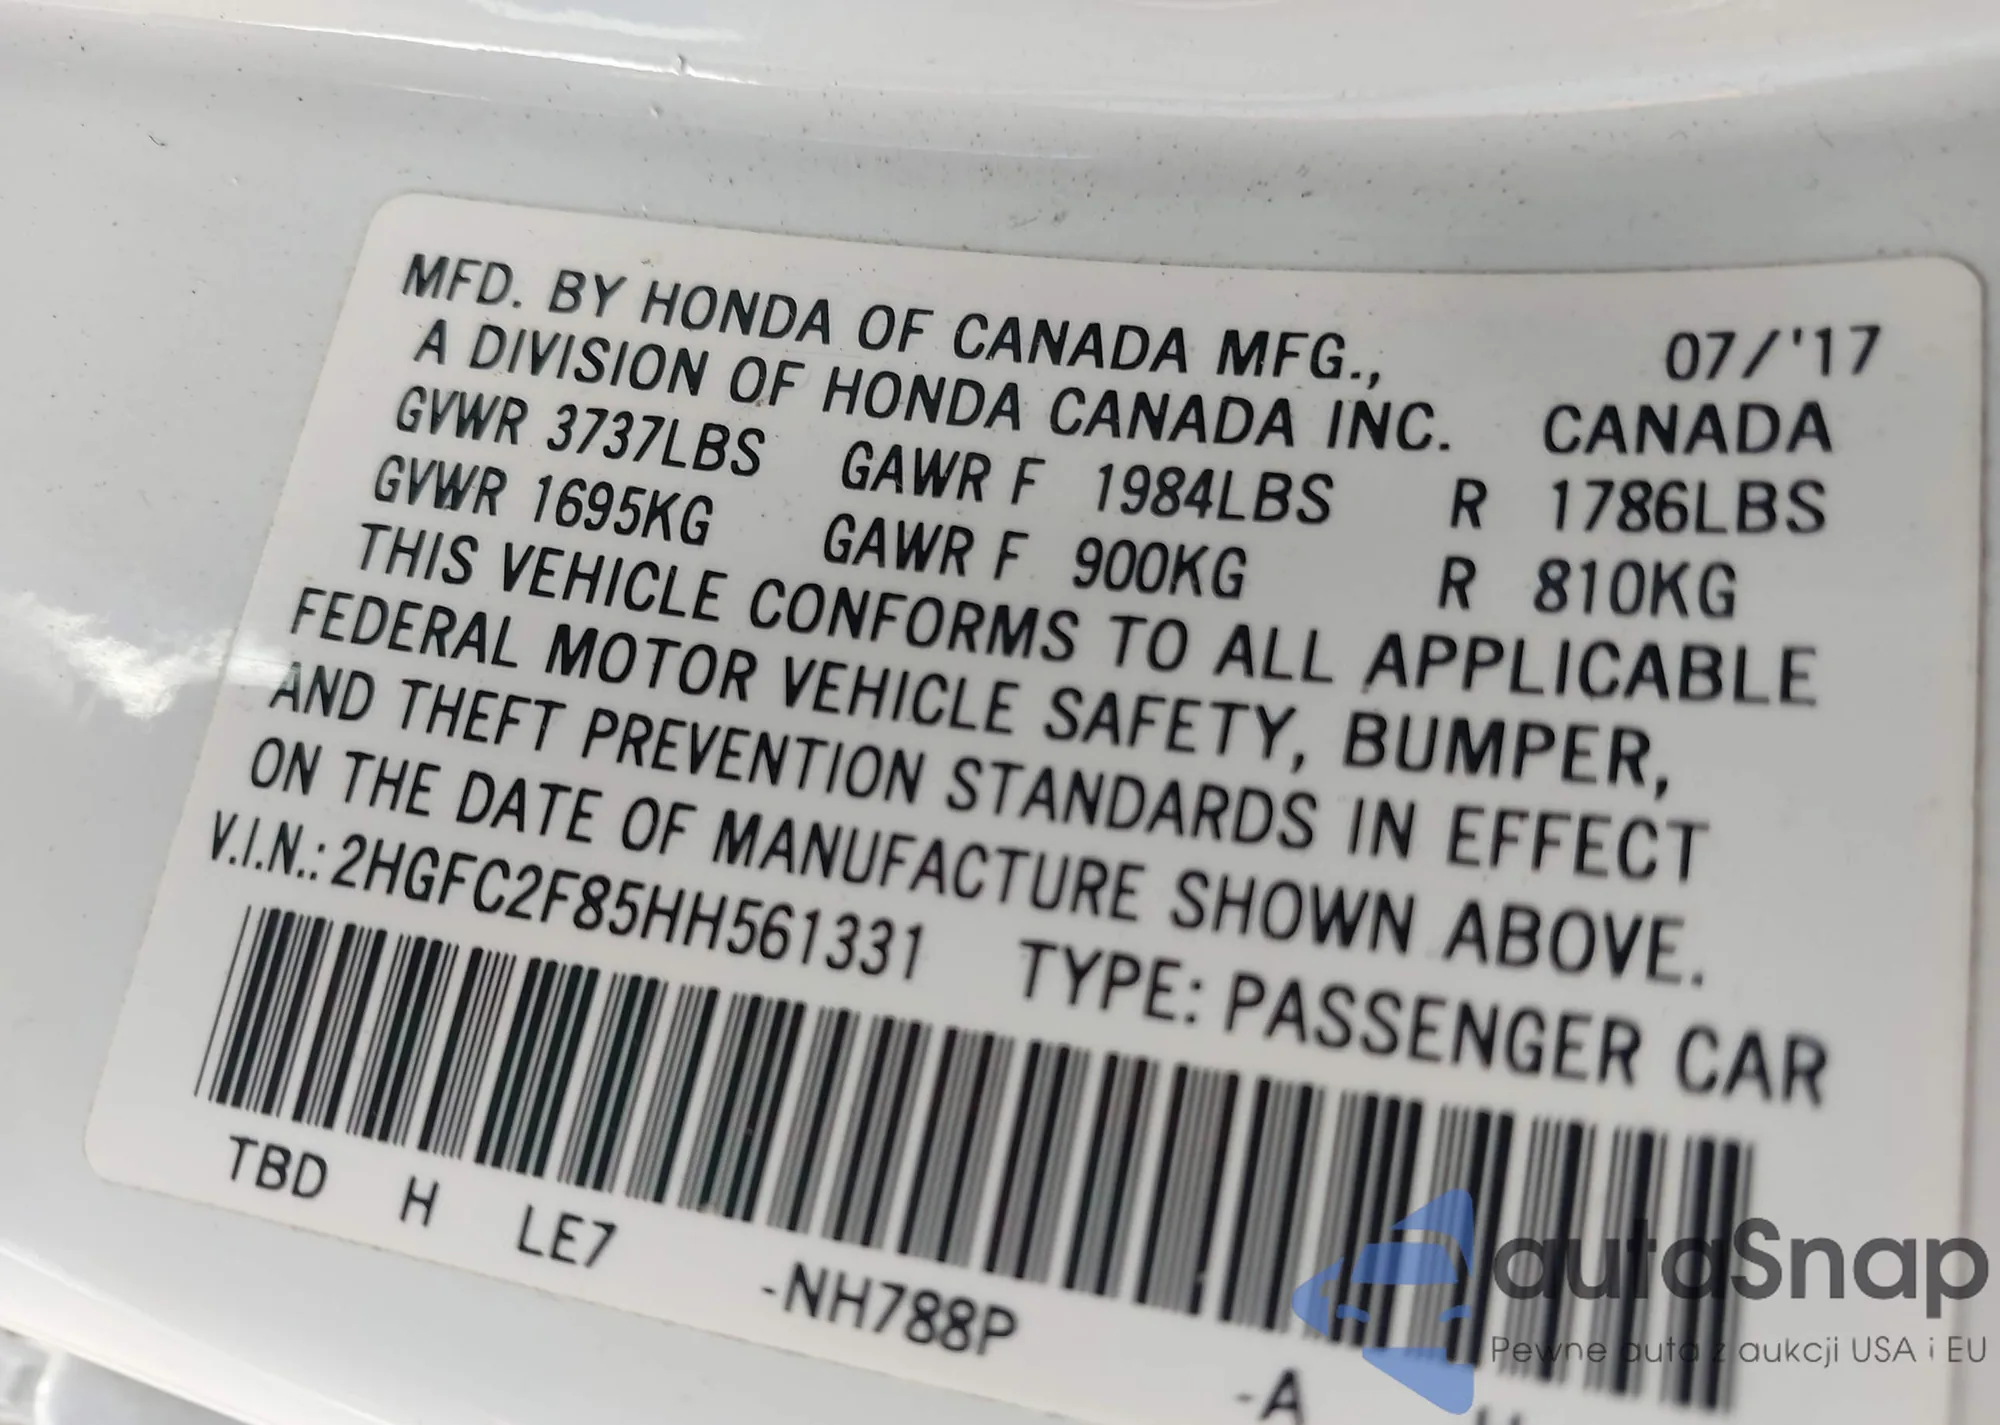 MFD. BY HONDA OF CANADA MFG., 07/'17
A DIVISION OF HONDA CANADA INC. CANADA
GVWR 3737LBS GAWR F 1984LBS R 1786LBS
GVWR 1695KG GAWR F 900KG R 810KG
THIS VEHICLE CONFORMS TO ALL APPLICABLE
FEDERAL MOTOR VEHICLE SAFETY, BUMPER,
AND THEFT PREVENTION STANDARDS IN EFFECT
ON THE DATE OF MANUFACTURE SHOWN ABOVE.
V.I.N.: 2HGFC2F85HH561331 TYPE: PASSENGER CAR
TBD H LE7 -NH788P -A
autaSnap
Pewne auta z aukcji USA i EU